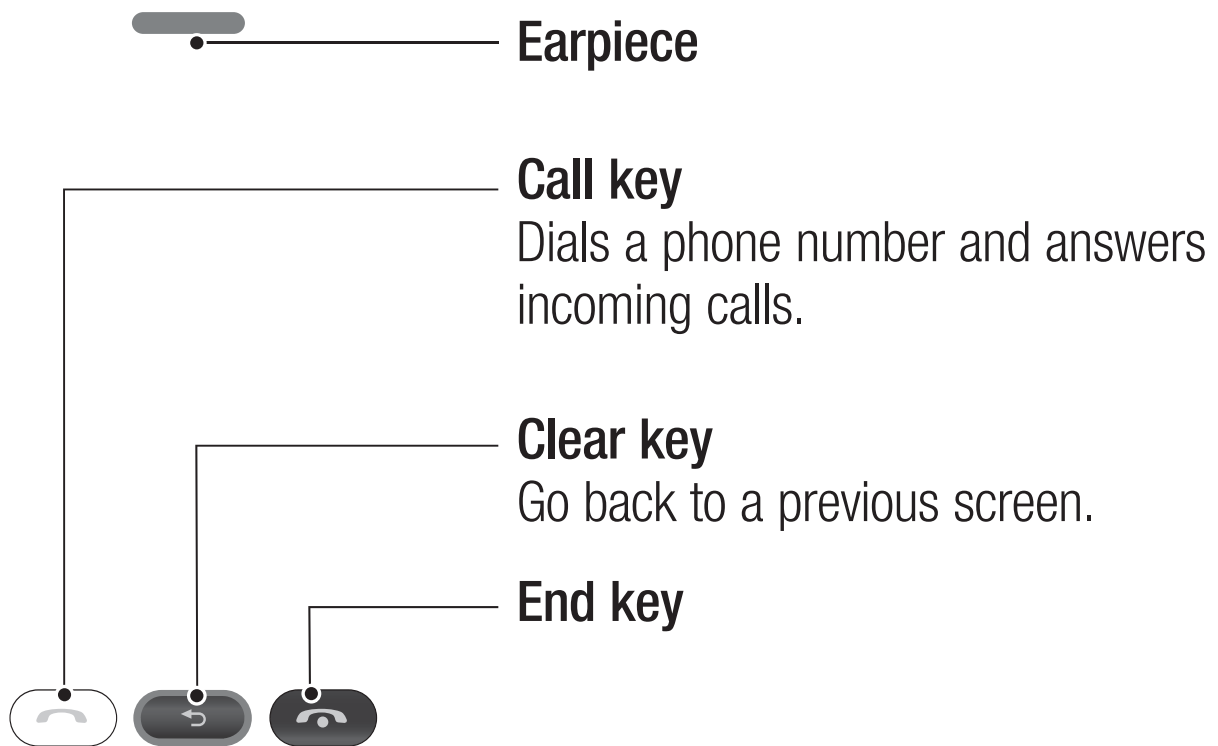 Earpiece
Call key
Dials a phone number and answers
incoming calls.
Clear key
Go back to a previous screen.
End key